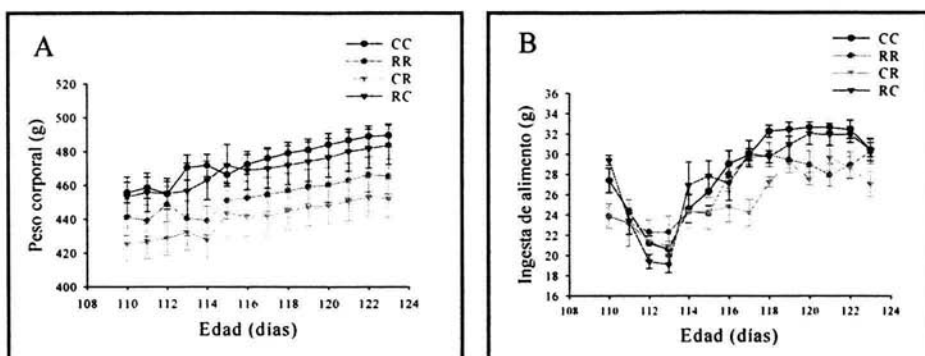 A
CC
RR
CR
RC
Peso corporal (g)
520
500
480
460
440
420
400
108 110 112 114 116 118 120 122 124
Edad (días)
B
CC
RR
CR
RC
Ingesta de alimento (g)
36
34
32
30
28
26
24
22
20
18
16
108 110 112 114 116 118 120 122 124
Edad (días)